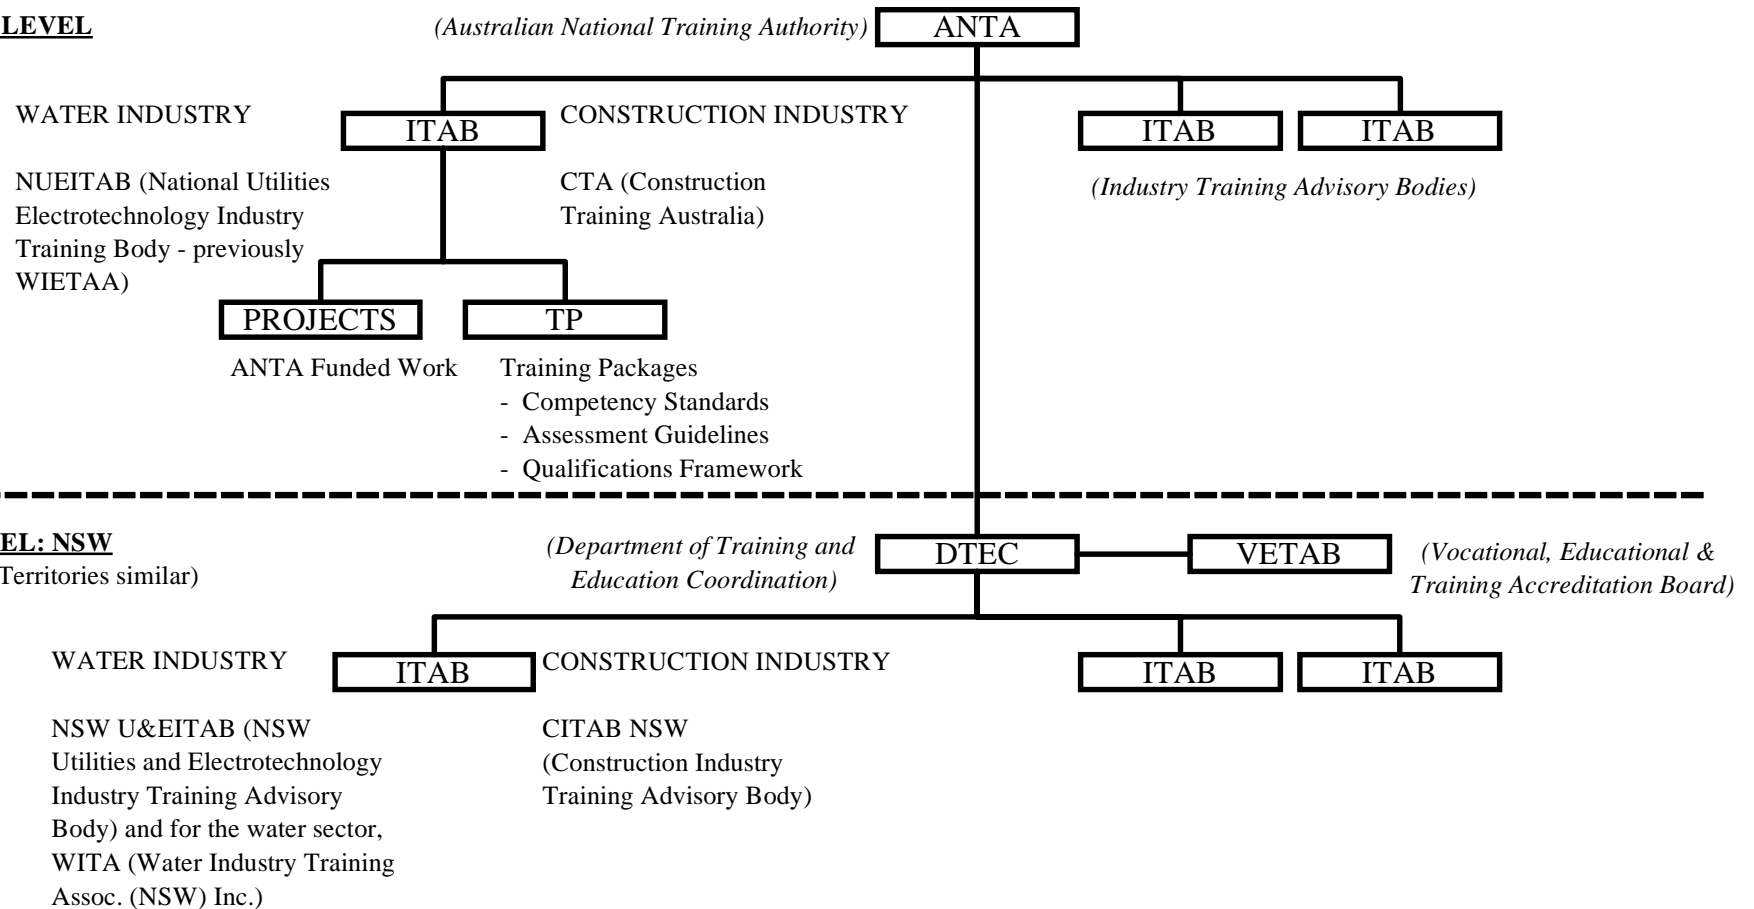 LEVEL
(Australian National Training Authority)
ANTA
WATER INDUSTRY
ITAB
CONSTRUCTION INDUSTRY
ITAB
ITAB
NUEITAB (National Utilities
Electrotechnology Industry
Training Body - previously
WIETAA)
CTA (Construction
Training Australia)
(Industry Training Advisory Bodies)
PROJECTS
TP
ANTA Funded Work
Training Packages
- Competency Standards
- Assessment Guidelines
- Qualifications Framework
EL: NSW
Territories similar)
(Department of Training and
Education Coordination)
DTEC
VETAB
(Vocational, Educational &
Training Accreditation Board)
WATER INDUSTRY
ITAB
CONSTRUCTION INDUSTRY
ITAB
ITAB
NSW U&EITAB (NSW
Utilities and Electrotechnology
Industry Training Advisory
Body) and for the water sector,
WITA (Water Industry Training
Assoc. (NSW) Inc.)
CITAB NSW
(Construction Industry
Training Advisory Body)